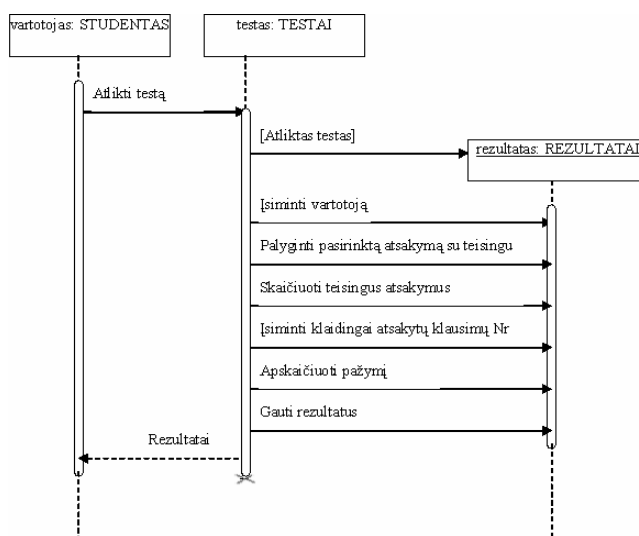 vartotojas: STUDENTAS
testas: TESTAI
Atlikti testą
[Atliktas testas]
rezultatas: REZULTATAI
Įsiminti vartotoją
Palyginti pasirinktą atsakymą su teisingu
Skaičiuoti teisingus atsakymus
Įsiminti klaidingai atsakytų klausimų Nr
Apskaičiuoti pažymį
Gauti rezultatus
Rezultatai